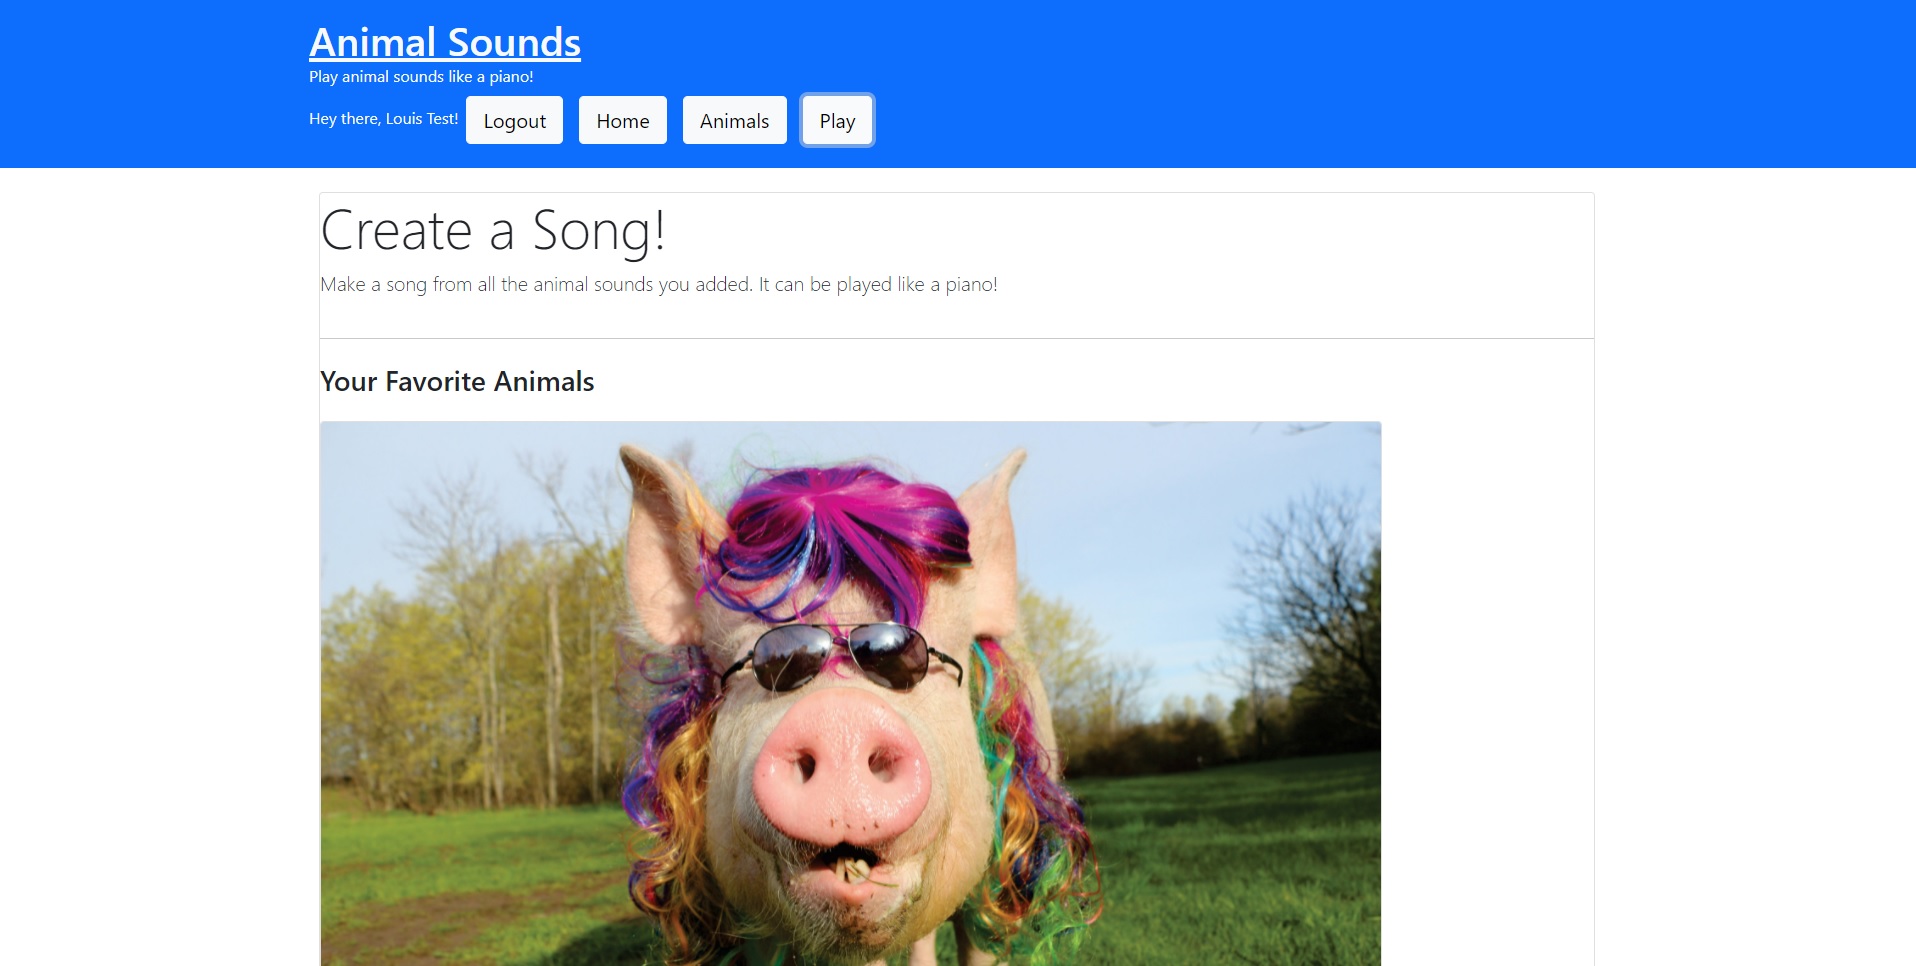 Animal Sounds
Play animal sounds like a piano!
Hey there, Louis Test! Logout Home Animals Play
Create a Song!
Make a song from all the animal sounds you added. It can be played like a piano!
Your Favorite Animals